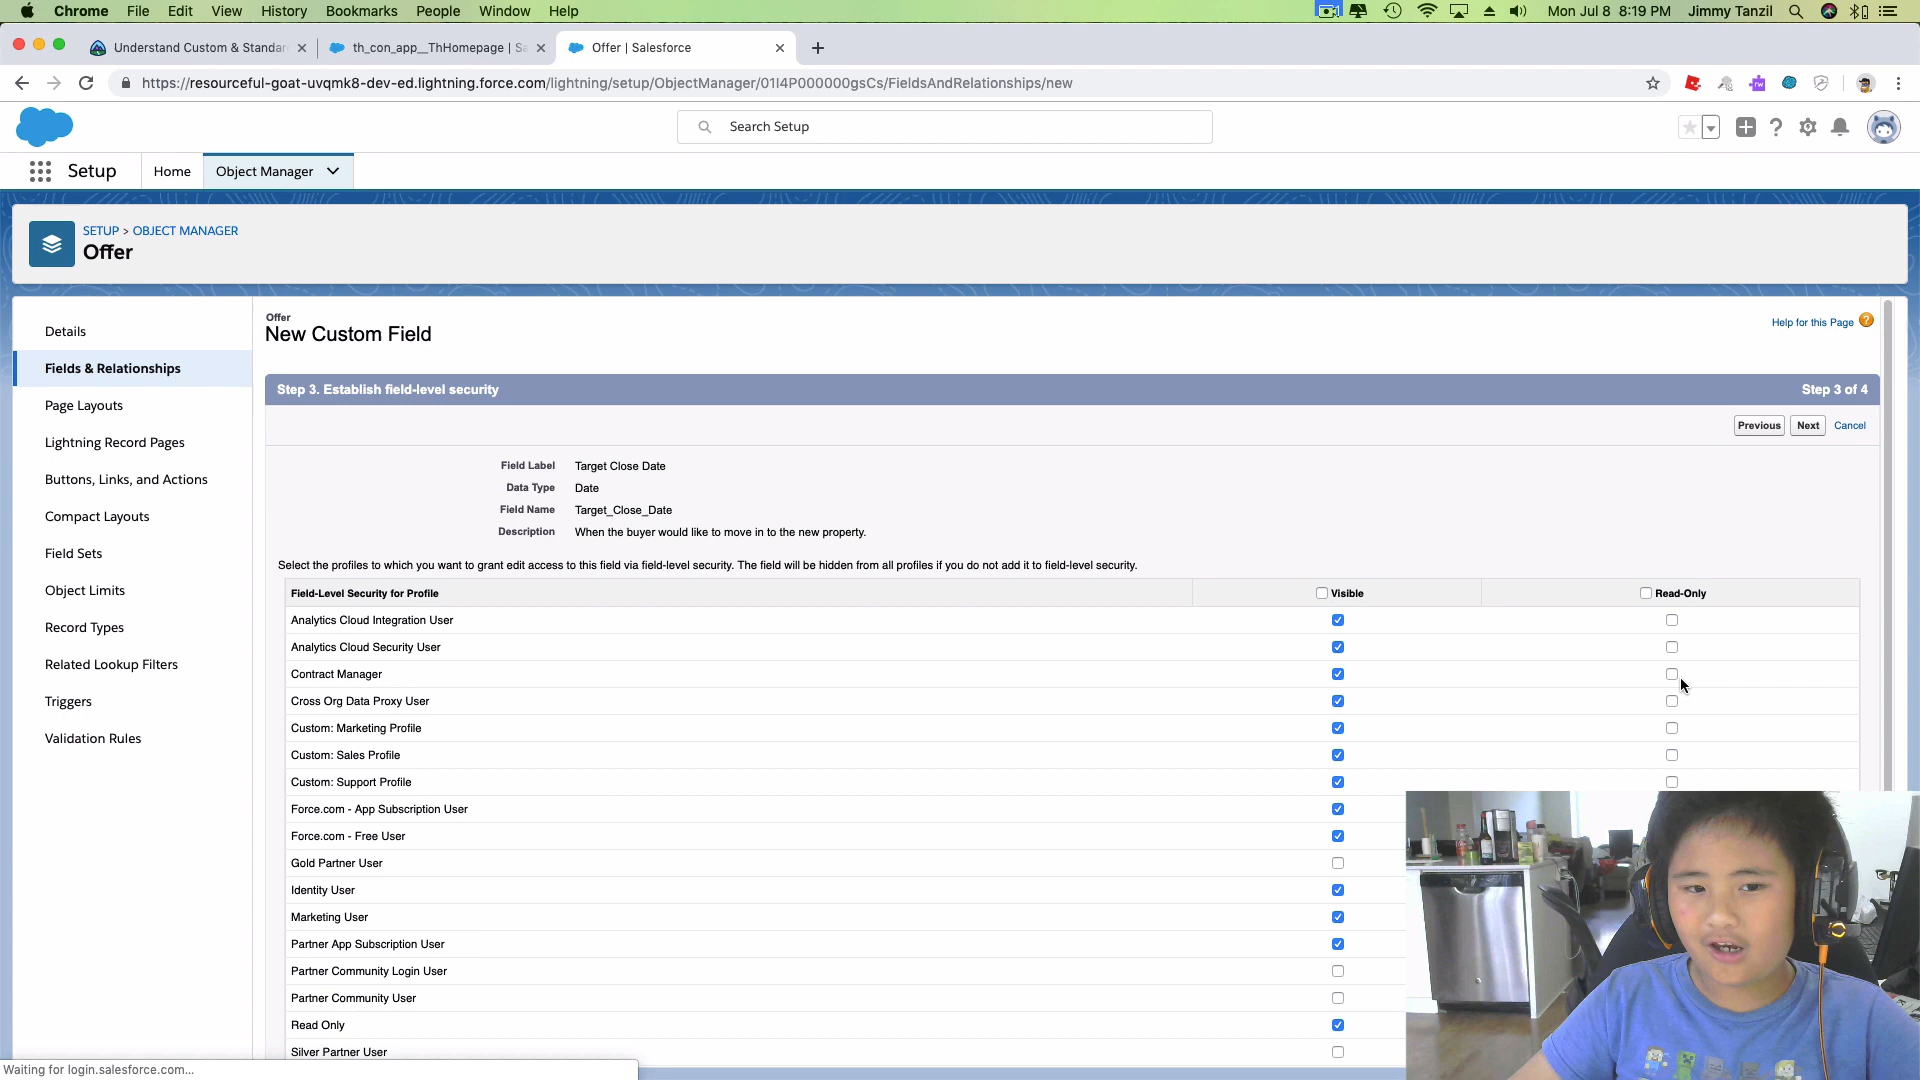 Chrome File Edit View History Bookmarks People Window Help Mon Jul 8 8:19 PM Jimmy Tanzil
Understand Custom & Standar
th_con_app__ThHomepage | Sa
Offer | Salesforce
https://resourceful-goat-uvqmk8-dev-ed.lightning.force.com/lightning/setup/ObjectManager/01I4P000000gsCs/FieldsAndRelationships/new
Search Setup
Setup Home Object Manager
SETUP > OBJECT MANAGER
Offer
Details
Fields & Relationships
Page Layouts
Lightning Record Pages
Buttons, Links, and Actions
Compact Layouts
Field Sets
Object Limits
Record Types
Related Lookup Filters
Triggers
Validation Rules
Offer
New Custom Field
Help for this Page
Step 3. Establish field-level security Step 3 of 4
Previous Next Cancel
Field Label Target Close Date
Data Type Date
Field Name Target_Close_Date
Description When the buyer would like to move in to the new property.
Select the profiles to which you want to grant edit access to this field via field-level security. The field will be hidden from all profiles if you do not add it to field-level security.
Field-Level Security for Profile Visible Read-Only
Analytics Cloud Integration User
Analytics Cloud Security User
Contract Manager
Cross Org Data Proxy User
Custom: Marketing Profile
Custom: Sales Profile
Custom: Support Profile
Force.com - App Subscription User
Force.com - Free User
Gold Partner User
Identity User
Marketing User
Partner App Subscription User
Partner Community Login User
Partner Community User
Read Only
Silver Partner User
Waiting for login.salesforce.com...